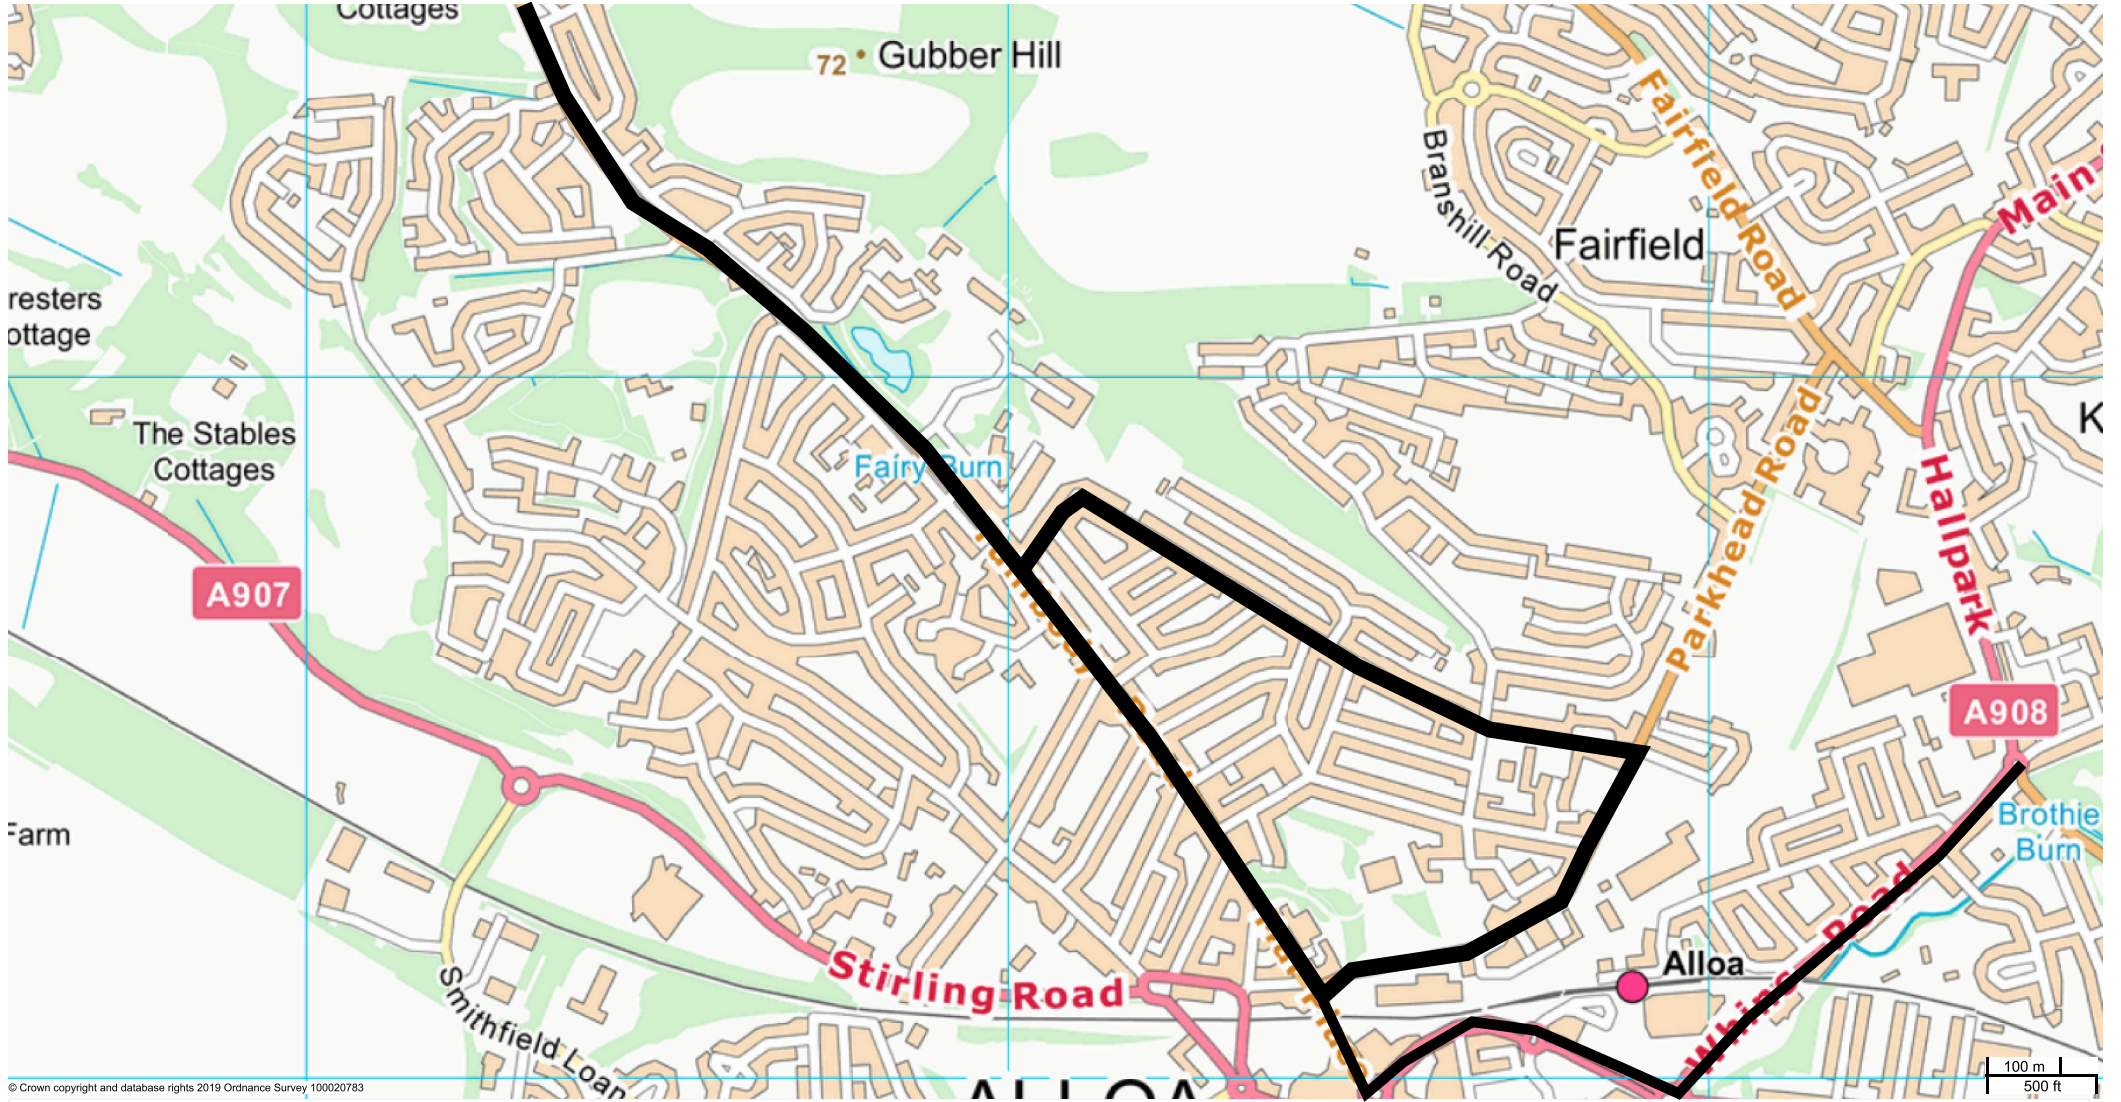 Cottages
72 Gubber Hill
Fairfield Road
Branshill Road
Fairfield
Main
resters
ottage
The Stables
Cottages
Fairy Burn
Parkhead Road
K
Hallpark
A907
A908
Farm
Brothie
Burn
Stirling Road
Smithfield Loan
Alloa
Whins Road
ALLOA
100 m
500 ft
© Crown copyright and database rights 2019 Ordnance Survey 100020783